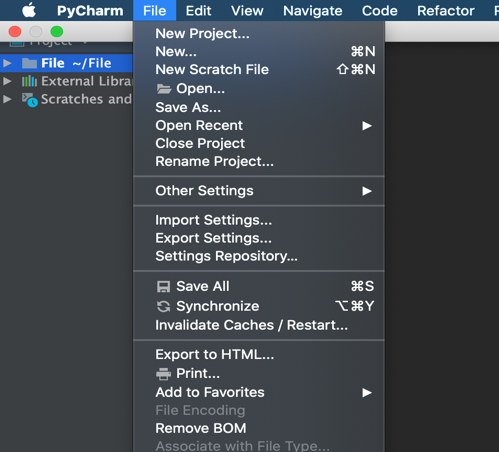 PyCharm File Edit View Navigate Code Refactor
Project
File ~/File
External Libra
Scratches and
New Project...
New... ⌘N
New Scratch File ⇧⌘N
Open...
Save As...
Open Recent ▶
Close Project
Rename Project...
Other Settings ▶
Import Settings...
Export Settings...
Settings Repository...
Save All ⌘S
Synchronize ⌥⌘Y
Invalidate Caches / Restart...
Export to HTML...
Print...
Add to Favorites ▶
File Encoding
Remove BOM
Associate with File Type...